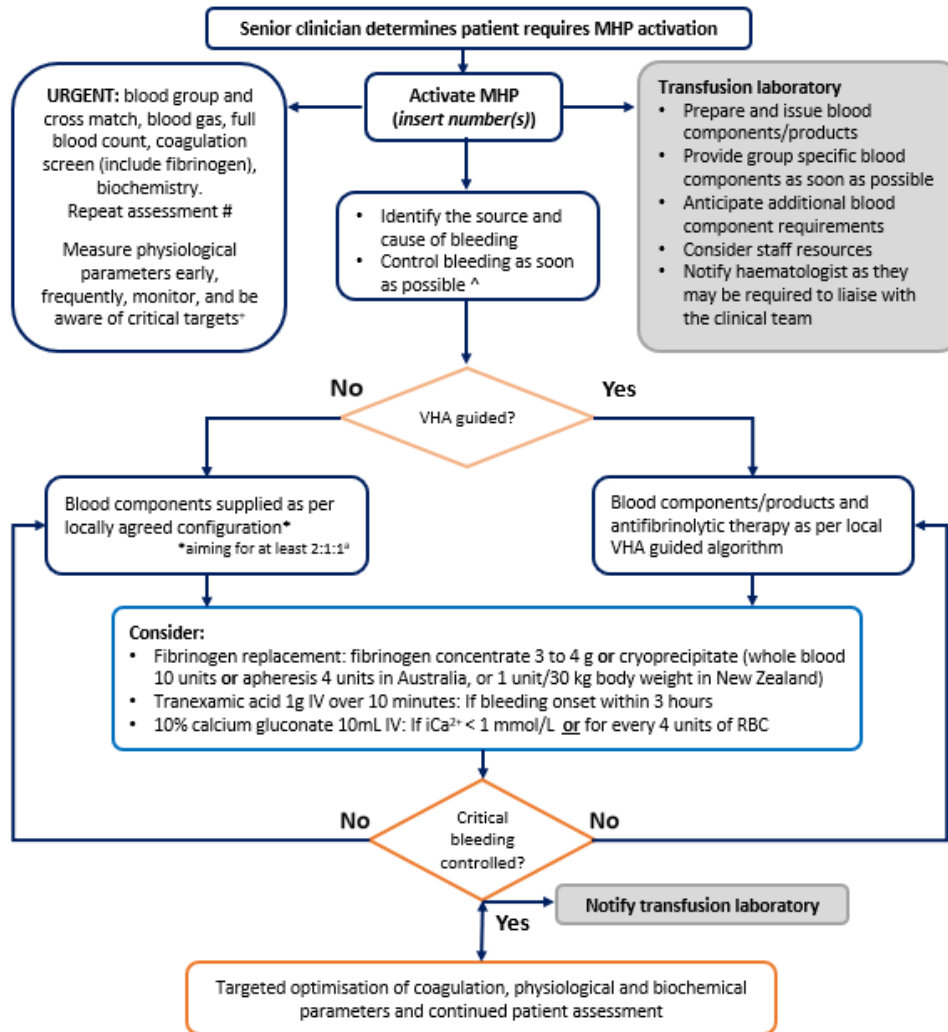 Senior clinician determines patient requires MHP activation
URGENT: blood group and
cross match, blood gas, full
blood count, coagulation
screen (include fibrinogen),
biochemistry.
Repeat assessment #
Measure physiological
parameters early,
frequently, monitor, and be
aware of critical targets⁺
Activate MHP
(insert number(s))
Transfusion laboratory
• Prepare and issue blood
components/products
• Provide group specific blood
components as soon as possible
• Anticipate additional blood
component requirements
• Consider staff resources
• Notify haematologist as they
may be required to liaise with
the clinical team
• Identify the source and
cause of bleeding
• Control bleeding as soon
as possible ^
No
Yes
VHA guided?
Blood components supplied as per
locally agreed configuration*
*aiming for at least 2:1:1ᵃ
Blood components/products and
antifibrinolytic therapy as per local
VHA guided algorithm
Consider:
• Fibrinogen replacement: fibrinogen concentrate 3 to 4 g or cryoprecipitate (whole blood
10 units or apheresis 4 units in Australia, or 1 unit/30 kg body weight in New Zealand)
• Tranexamic acid 1g IV over 10 minutes: If bleeding onset within 3 hours
• 10% calcium gluconate 10mL IV: If iCa²⁺ < 1 mmol/L or for every 4 units of RBC
No
Critical
bleeding
controlled?
No
Yes
Notify transfusion laboratory
Targeted optimisation of coagulation, physiological and biochemical
parameters and continued patient assessment